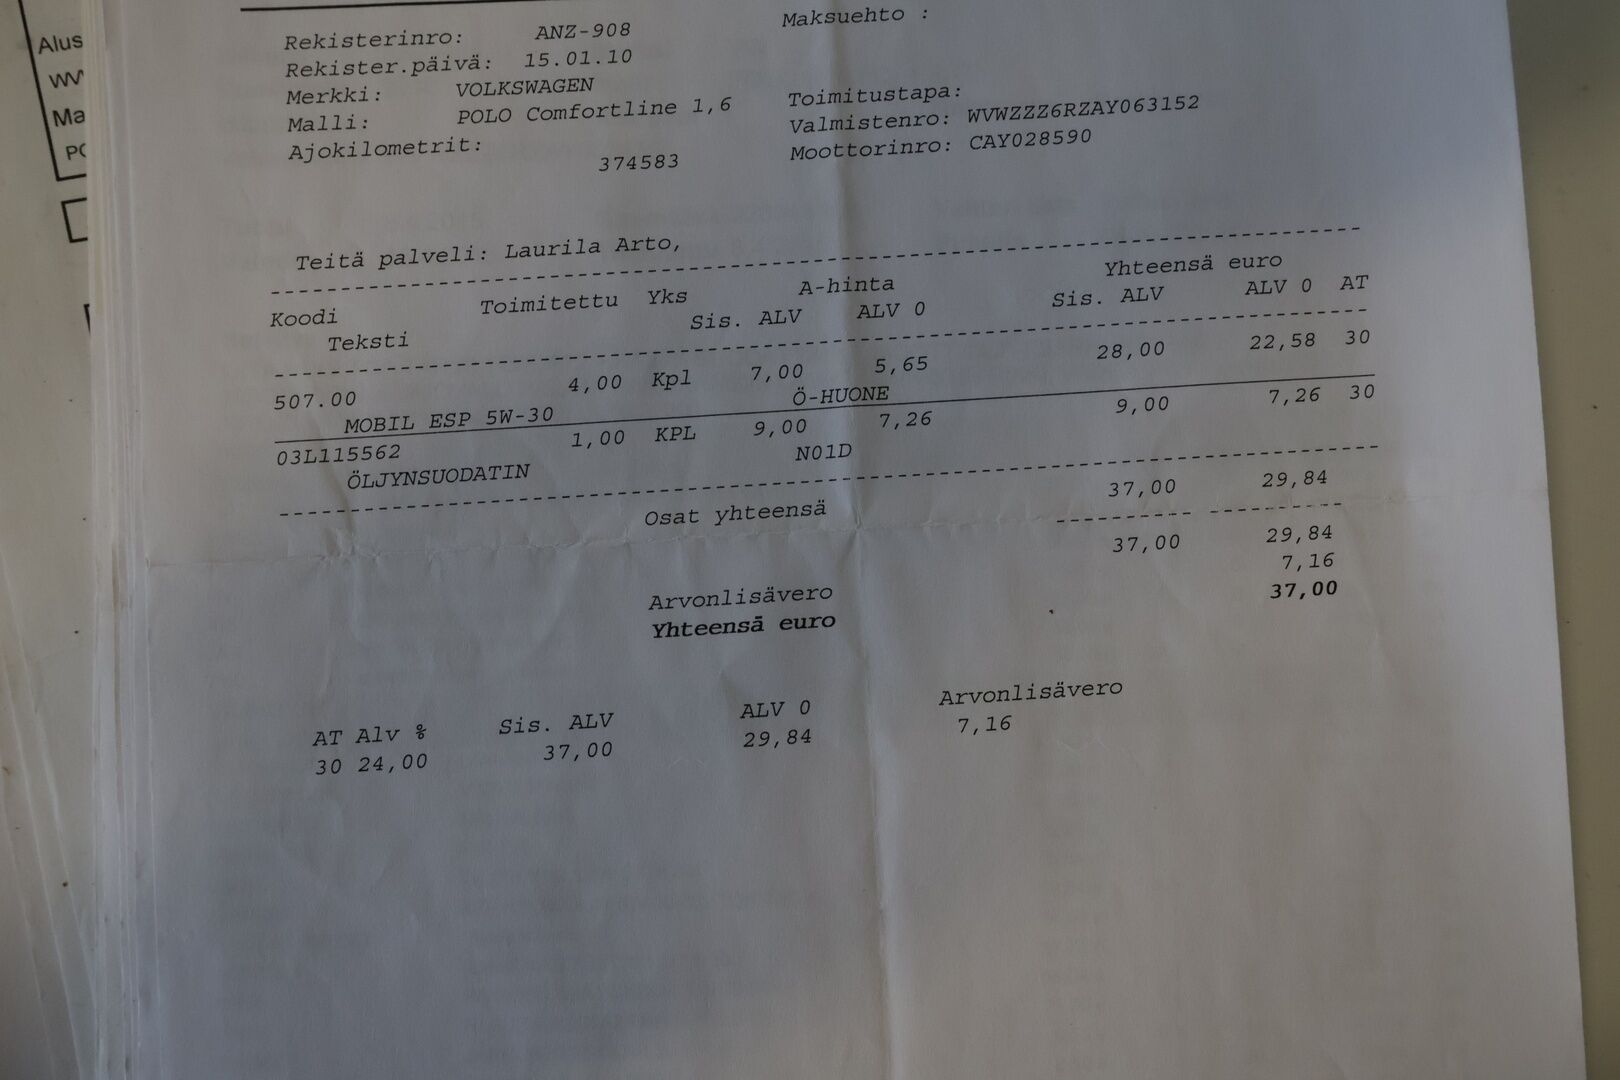 Alus
WV
Ma
PO
Rekisterinro: ANZ-908 Maksuehto :
Rekister.päivä: 15.01.10
Merkki: VOLKSWAGEN Toimitustapa:
Malli: POLO Comfortline 1,6 Valmistenro: WVWZZZ6RZAY063152
Ajokilometrit: 374583 Moottorinro: CAY028590
Teitä palveli: Laurila Arto,
Koodi Toimitettu Yks A-hinta Yhteensä euro
Teksti Sis. ALV ALV 0 Sis. ALV ALV 0 AT
507.00 4,00 Kpl 7,00 5,65 28,00 22,58 30
MOBIL ESP 5W-30 Ö-HUONE
03L115562 1,00 KPL 9,00 7,26 9,00 7,26 30
ÖLJYNSUODATIN N01D
Osat yhteensä 37,00 29,84
37,00 29,84
Arvonlisävero 7,16
Yhteensä euro 37,00
AT Alv % Sis. ALV ALV 0 Arvonlisävero
30 24,00 37,00 29,84 7,16